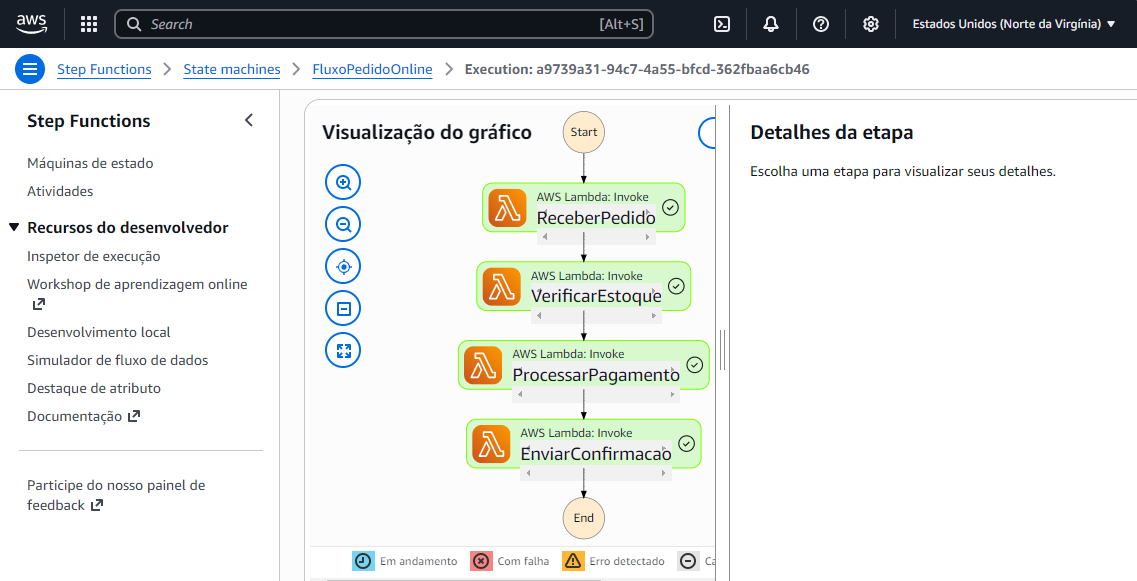 aws
Search
[Alt+S]
Estados Unidos (Norte da Virgínia)
Step Functions
State machines
FluxoPedidoOnline
Execution: a9739a31-94c7-4a55-bfcd-362fbaa6cb46
Step Functions
Máquinas de estado
Atividades
Recursos do desenvolvedor
Inspetor de execução
Workshop de aprendizagem online
Desenvolvimento local
Simulador de fluxo de dados
Destaque de atributo
Documentação
Participe do nosso painel de
feedback
Visualização do gráfico
Start
AWS Lambda: Invoke
ReceberPedido
AWS Lambda: Invoke
VerificarEstoque
AWS Lambda: Invoke
ProcessarPagamento
AWS Lambda: Invoke
EnviarConfirmacao
End
Em andamento
Com falha
Erro detectado
Detalhes da etapa
Escolha uma etapa para visualizar seus detalhes.